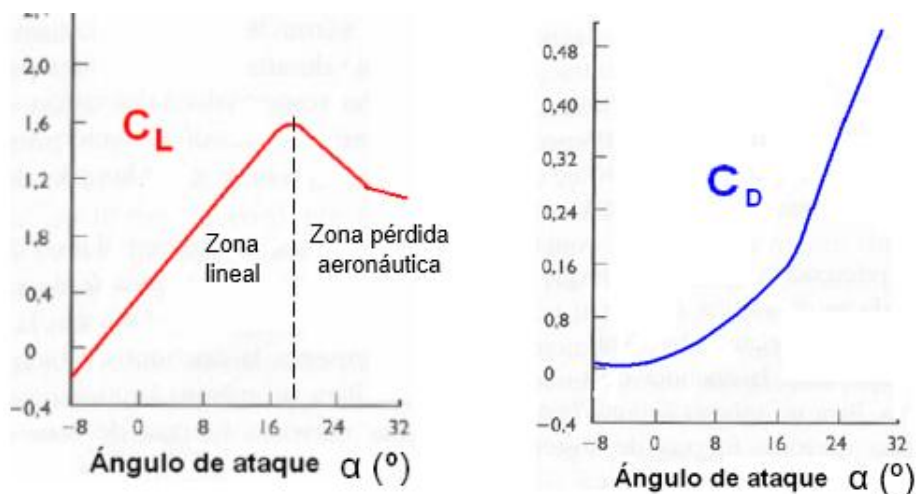 2,4
2,0
1,6
1,2
1,8
0,4
0
-0,4
C L
Zona
lineal
Zona pérdida
aeronáutica
-8 0 8 16 24 32
Ángulo de ataque α (º)
0,48
0,40
0,32
0,24
0,16
0,8
0
-0,4
C D
-8 0 8 16 24 32
Ángulo de ataque α (º)